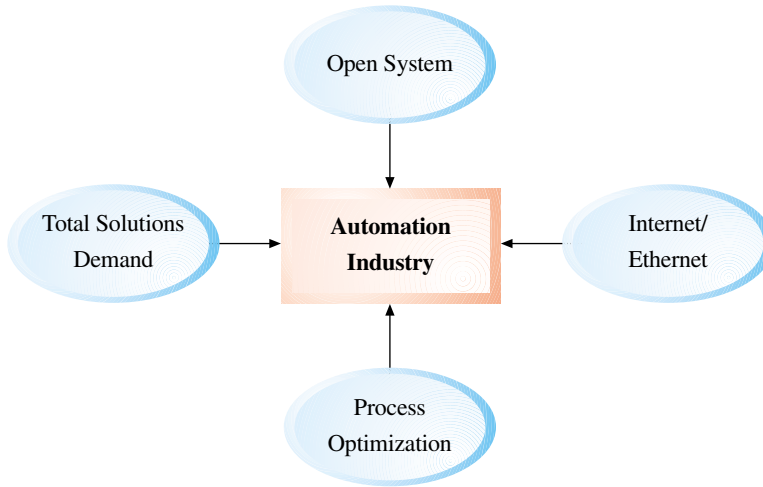 Open System
Total Solutions
Demand
Automation
Industry
Internet/
Ethernet
Process
Optimization